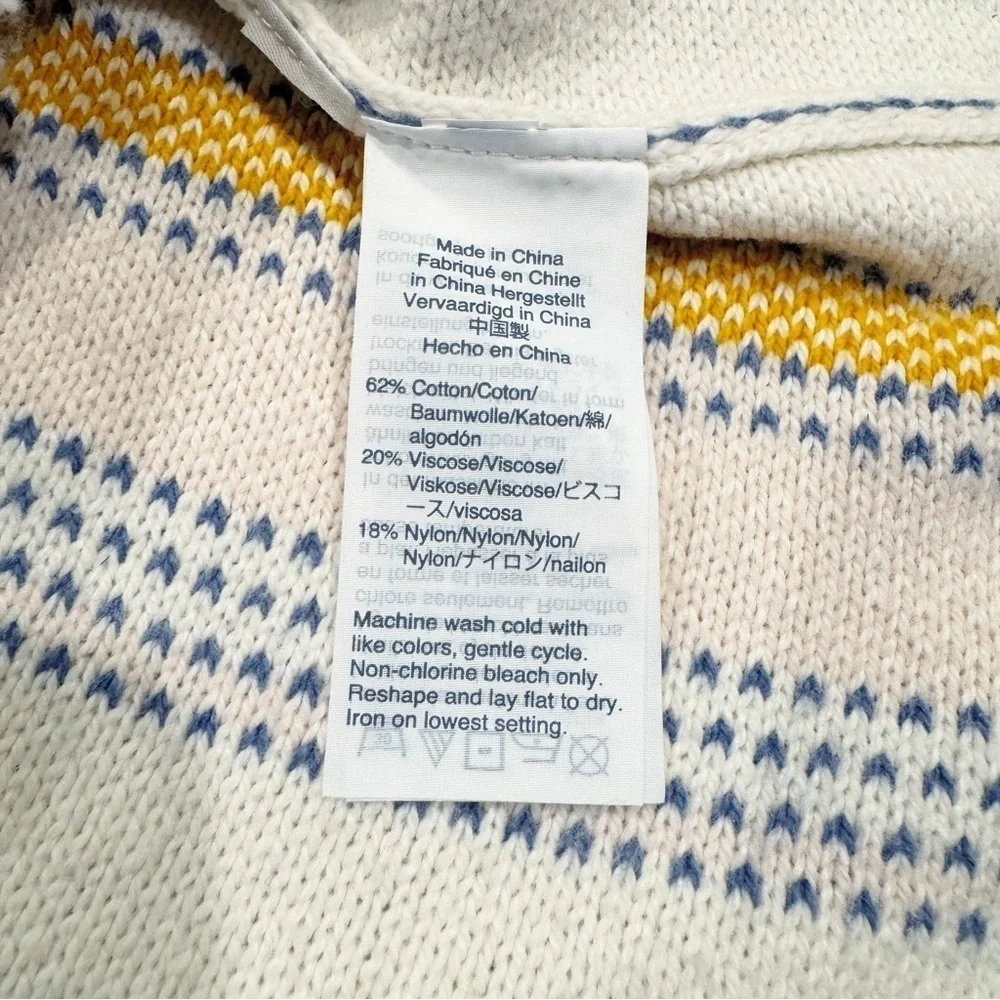 Made in China
Fabriqué en Chine
in China Hergestellt
Vervaardigd in China
中国製
Hecho en China
62% Cotton/Coton/
Baumwolle/Katoen/綿/
algodón
20% Viscose/Viscose/
Viskose/Viscose/ビスコ
ース/viscosa
18% Nylon/Nylon/Nylon/
Nylon/ナイロン/nailon
Machine wash cold with
like colors, gentle cycle.
Non-chlorine bleach only.
Reshape and lay flat to dry.
Iron on lowest setting.